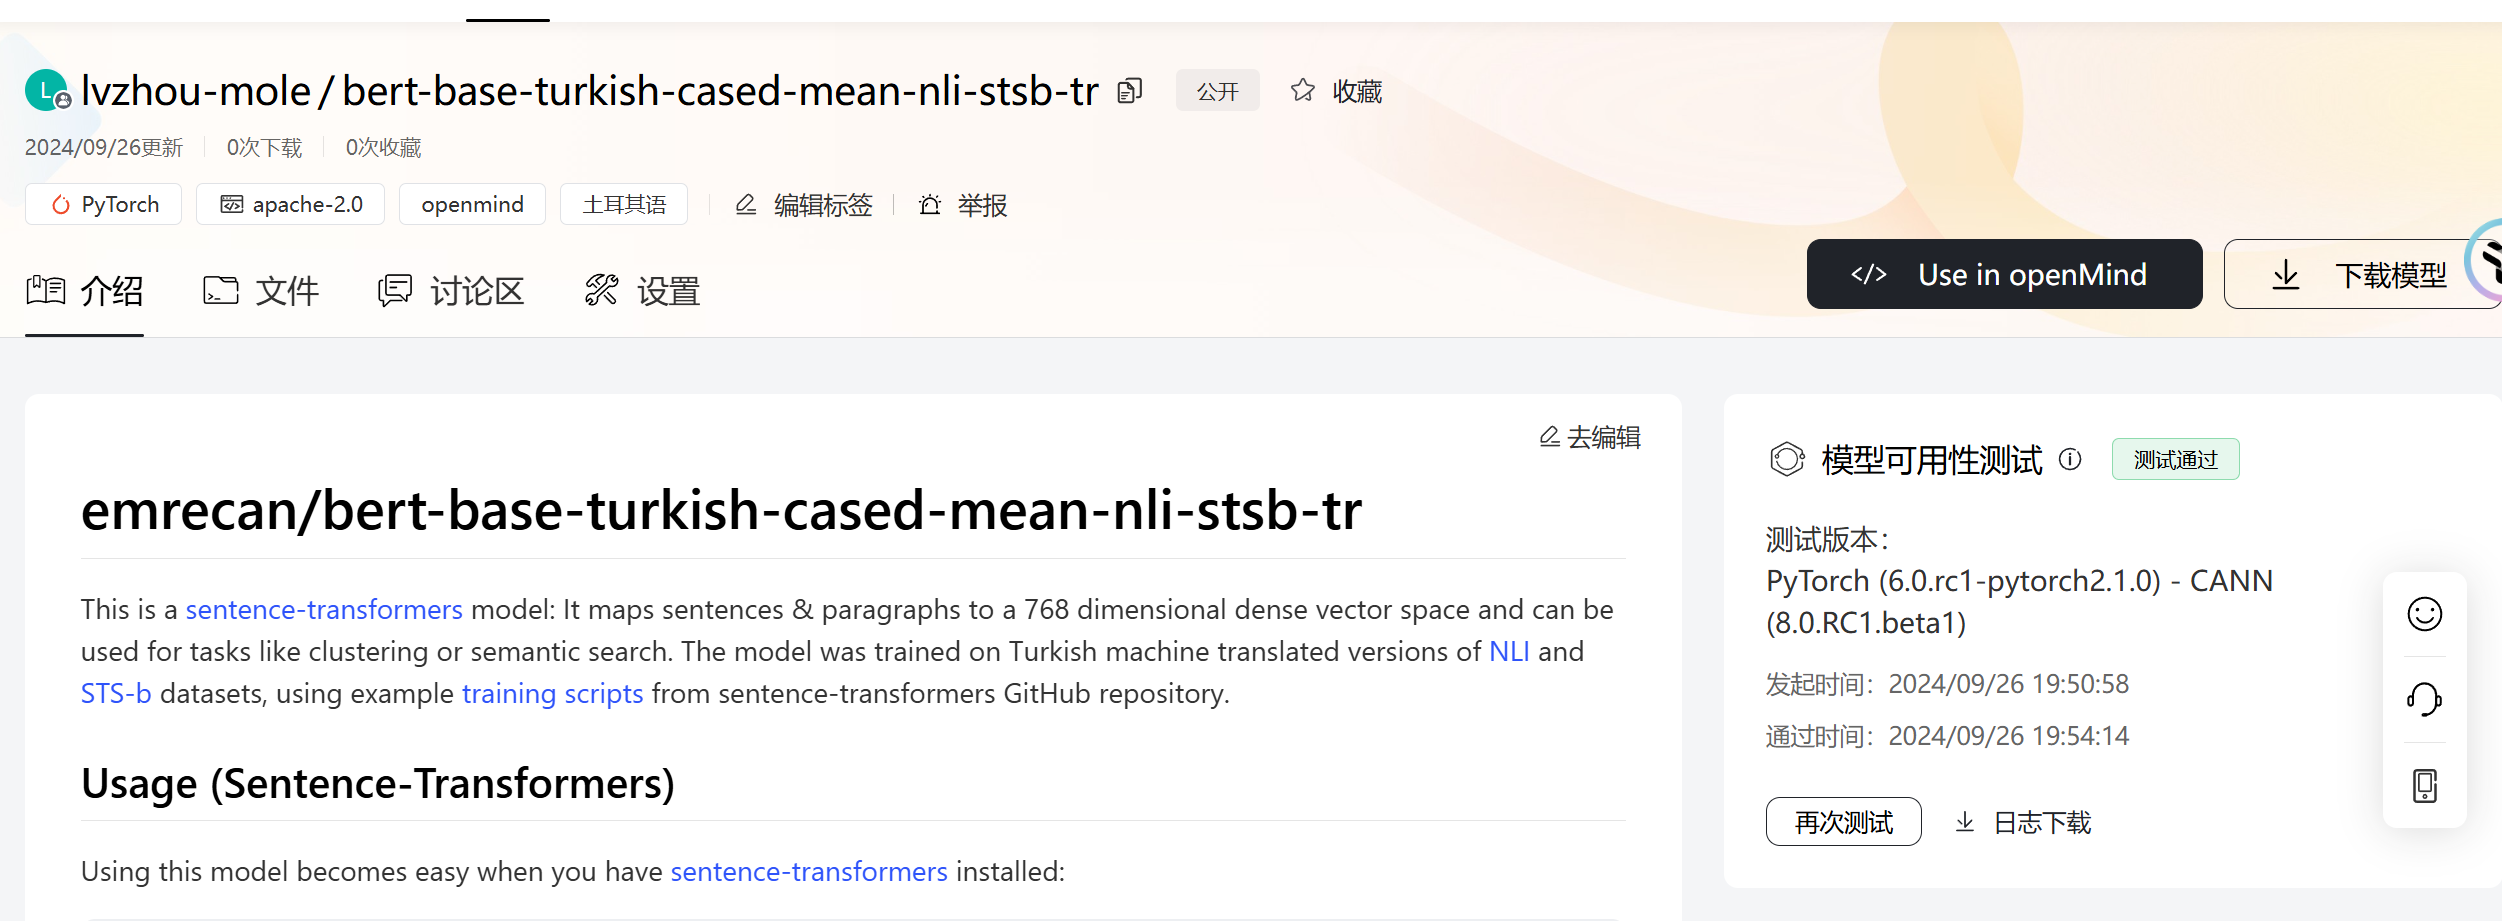 L
lvzhou-mole / bert-base-turkish-cased-mean-nli-stsb-tr 公开 收藏
2024/09/26更新 0次下载 0次收藏
PyTorch apache-2.0 openmind 土耳其语 编辑标签 举报
介绍 文件 讨论区 设置
</> Use in openMind 下载模型
去编辑
emrecan/bert-base-turkish-cased-mean-nli-stsb-tr
This is a sentence-transformers model: It maps sentences & paragraphs to a 768 dimensional dense vector space and can be
used for tasks like clustering or semantic search. The model was trained on Turkish machine translated versions of NLI and
STS-b datasets, using example training scripts from sentence-transformers GitHub repository.
Usage (Sentence-Transformers)
Using this model becomes easy when you have sentence-transformers installed:
模型可用性测试 测试通过
测试版本：
PyTorch (6.0.rc1-pytorch2.1.0) - CANN
(8.0.RC1.beta1)
发起时间：2024/09/26 19:50:58
通过时间：2024/09/26 19:54:14
再次测试 日志下载